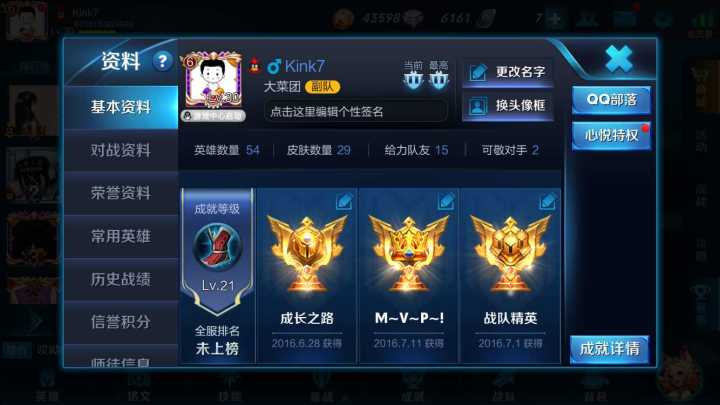 Kink7
43598
6161
7
资料
?
6
Lv.30
游戏中心启动
♂ Kink7
大菜团 副队
点击这里编辑个性签名
当前 最高
更改名字
换头像框
QQ部落
心悦特权
基本资料
对战资料
荣誉资料
常用英雄
历史战绩
信誉积分
师徒信息
英雄数量 54
皮肤数量 29
给力队友 15
可敬对手 2
成就等级
Lv.21
全服排名
未上榜
成长之路
2016.6.28 获得
M~V~P~!
2016.7.11 获得
战队精英
2016.7.1 获得
成就详情